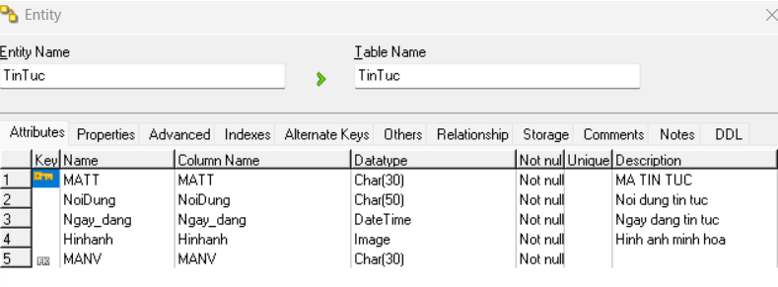 Entity
Entity Name Table Name
TinTuc TinTuc
Attributes Properties Advanced Indexes Alternate Keys Others Relationship Storage Comments Notes DDL
Key Name Column Name Datatype Not nul Unique Description
1 MATT MATT Char(30) Not null MA TIN TUC
2 NoiDung NoiDung Char(50) Not null Noi dung tin tuc
3 Ngay_dang Ngay_dang DateTime Not null Ngay dang tin tuc
4 Hinhanh Hinhanh Image Not null Hinh anh minh hoa
5 MANV MANV Char(30) Not null